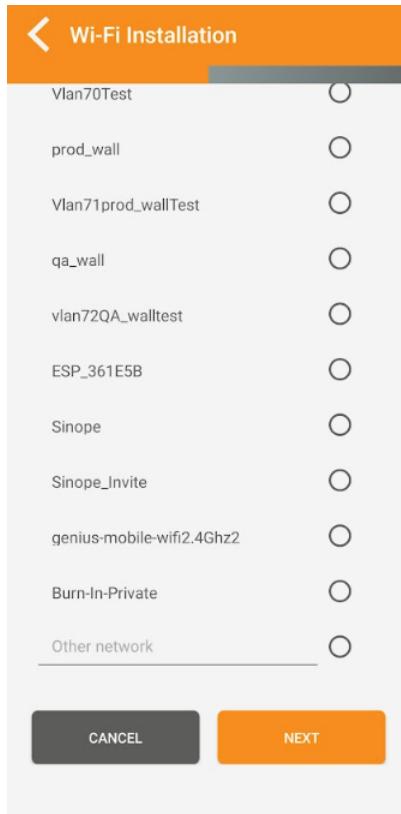 Wi-Fi Installation
Vlan70Test
prod_wall
Vlan71prod_wallTest
qa_wall
vlan72QA_walltest
ESP_361E5B
Sinope
Sinope_Invite
genius-mobile-wifi2.4Ghz2
Burn-In-Private
Other network
CANCEL NEXT